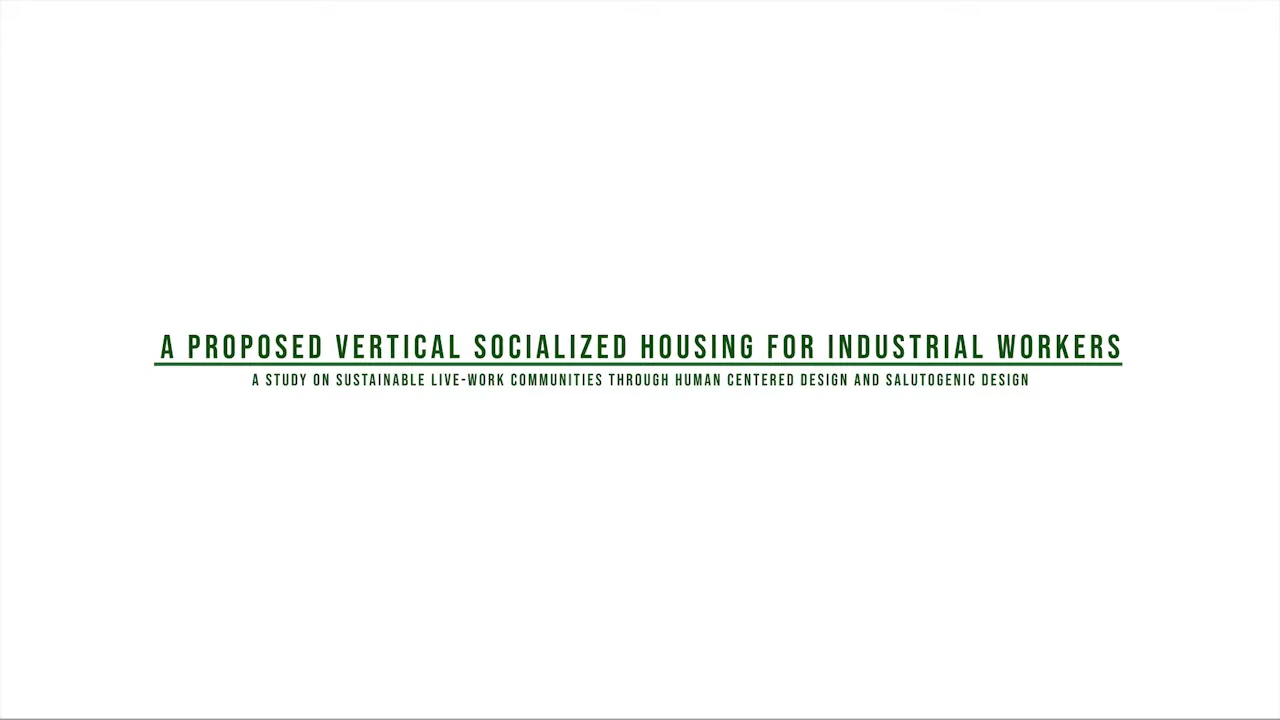 A PROPOSED VERTICAL SOCIALIZED HOUSING FOR INDUSTRIAL WORKERS
A STUDY ON SUSTAINABLE LIVE-WORK COMMUNITIES THROUGH HUMAN CENTERED DESIGN AND SALUTOGENIC DESIGN